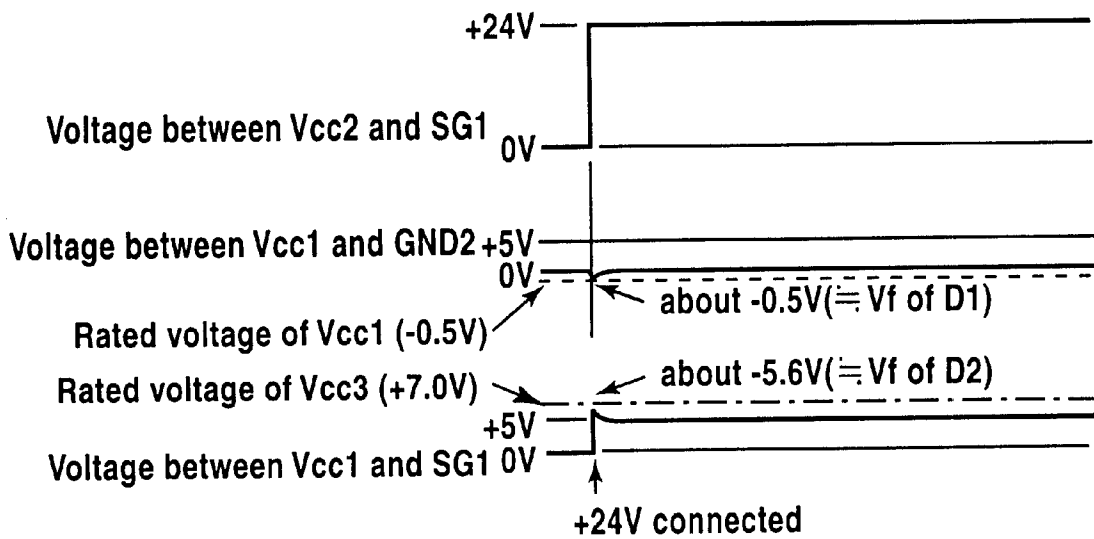 +24V
Voltage between Vcc2 and SG1
0V
Voltage between Vcc1 and GND2 +5V
0V
about -0.5V(≒ Vf of D1)
Rated voltage of Vcc1 (-0.5V)
about -5.6V(≒ Vf of D2)
Rated voltage of Vcc3 (+7.0V)
+5V
Voltage between Vcc1 and SG1 0V
+24V connected